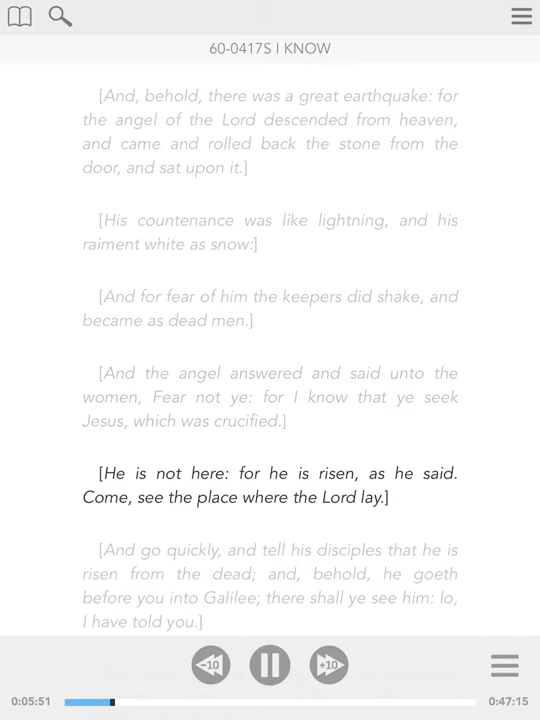 60-0417S I KNOW
[And, behold, there was a great earthquake: for
the angel of the Lord descended from heaven,
and came and rolled back the stone from the
door, and sat upon it.]
[His countenance was like lightning, and his
raiment white as snow:]
[And for fear of him the keepers did shake, and
became as dead men.]
[And the angel answered and said unto the
women, Fear not ye: for I know that ye seek
Jesus, which was crucified.]
[He is not here: for he is risen, as he said.
Come, see the place where the Lord lay.]
[And go quickly, and tell his disciples that he is
risen from the dead; and, behold, he goeth
before you into Galilee; there shall ye see him: lo,
I have told you.]
-10 +10
0:05:51 0:47:15